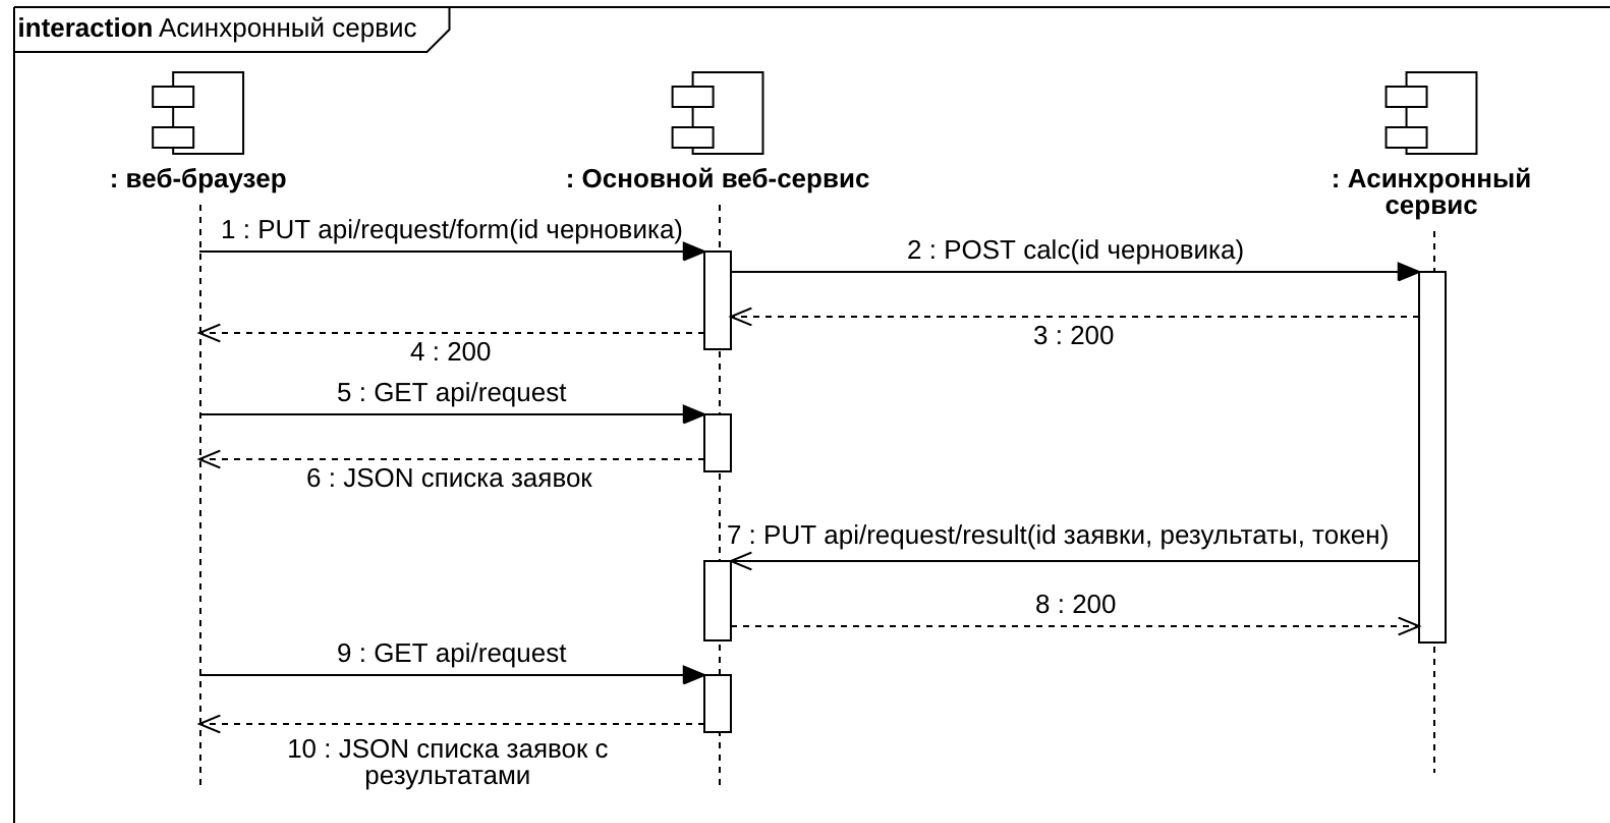 interaction Асинхронный сервис
: веб-браузер
: Основной веб-сервис
: Асинхронный
сервис
1 : PUT api/request/form(id черновика)
2 : POST calc(id черновика)
3 : 200
4 : 200
5 : GET api/request
6 : JSON списка заявок
7 : PUT api/request/result(id заявки, результаты, токен)
8 : 200
9 : GET api/request
10 : JSON списка заявок с
результатами